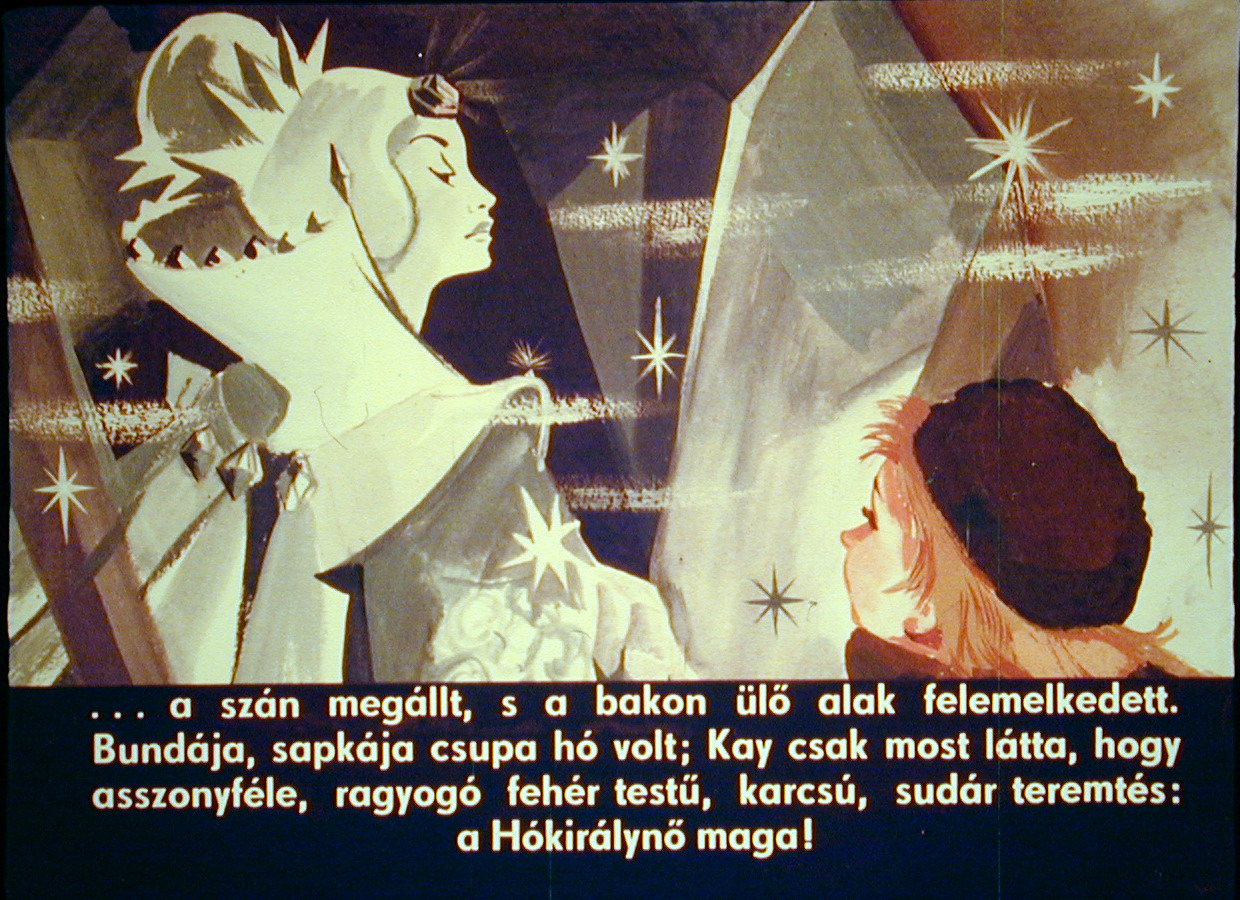 ... a szán megállt, s a bakon ülő alak felemelkedett.
Bundája, sapkája csupa hó volt; Kay csak most látta, hogy
asszonyféle, ragyogó fehér testű, karcsú, sudár teremtés:
a Hókirálynő maga!